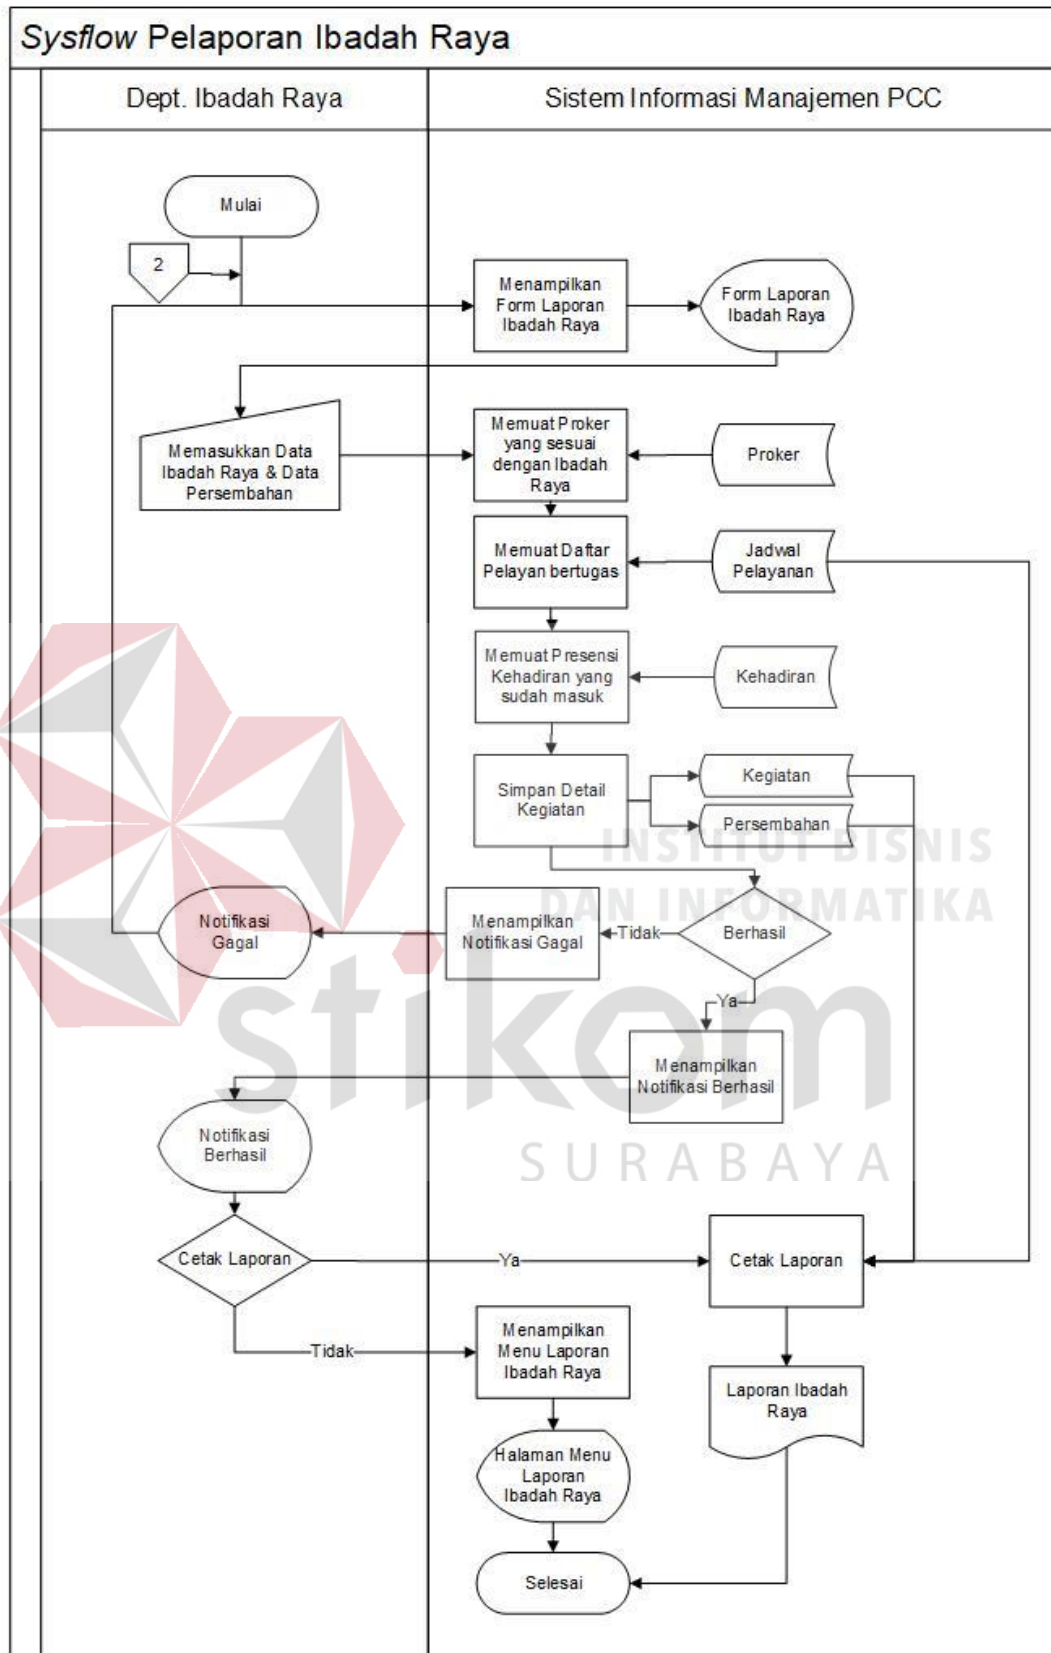 Sysflow Pelaporan Ibadah Raya
Dept. Ibadah Raya
Sistem Informasi Manajemen PCC
Mulai
2
Menampilkan
Form Laporan
Ibadah Raya
Form Laporan
Ibadah Raya
Memasukkan Data
Ibadah Raya & Data
Persembahan
Memuat Proker
yang sesuai
dengan Ibadah
Raya
Proker
Memuat Daftar
Pelayan bertugas
Jadwal
Pelayanan
Memuat Presensi
Kehadiran yang
sudah masuk
Kehadiran
Simpan Detail
Kegiatan
Kegiatan
Persembahan
INSTITUT BISNIS
DAN INFORMATIKA
Notifikasi
Gagal
Menampilkan
Notifikasi Gagal
Tidak
Berhasil
Ya
stikom
Menampilkan
Notifikasi Berhasil
Notifikasi
Berhasil
SURABAYA
Cetak Laporan
Ya
Cetak Laporan
Tidak
Menampilkan
Menu Laporan
Ibadah Raya
Laporan Ibadah
Raya
Halaman Menu
Laporan
Ibadah Raya
Selesai